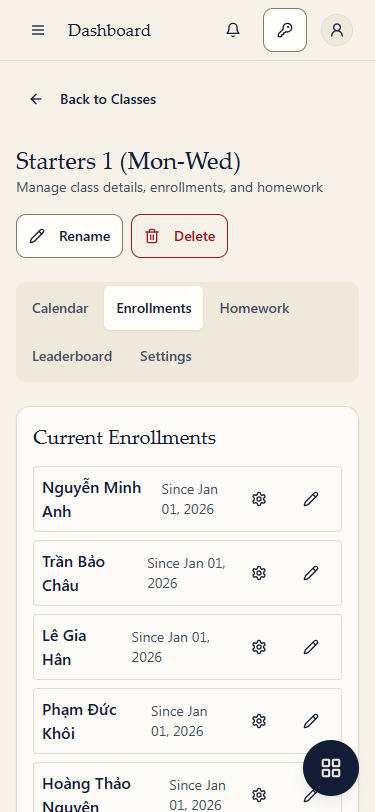 Dashboard
Back to Classes
Starters 1 (Mon-Wed)
Manage class details, enrollments, and homework
Rename
Delete
Calendar
Enrollments
Homework
Leaderboard
Settings
Current Enrollments
Nguyễn Minh
Anh
Since Jan
01, 2026
Trần Bảo
Châu
Since Jan 01,
2026
Lê Gia
Hân
Since Jan 01,
2026
Phạm Đức
Khôi
Since Jan
01, 2026
Hoàng Thảo
Nguyên
Since Jan
01, 2026